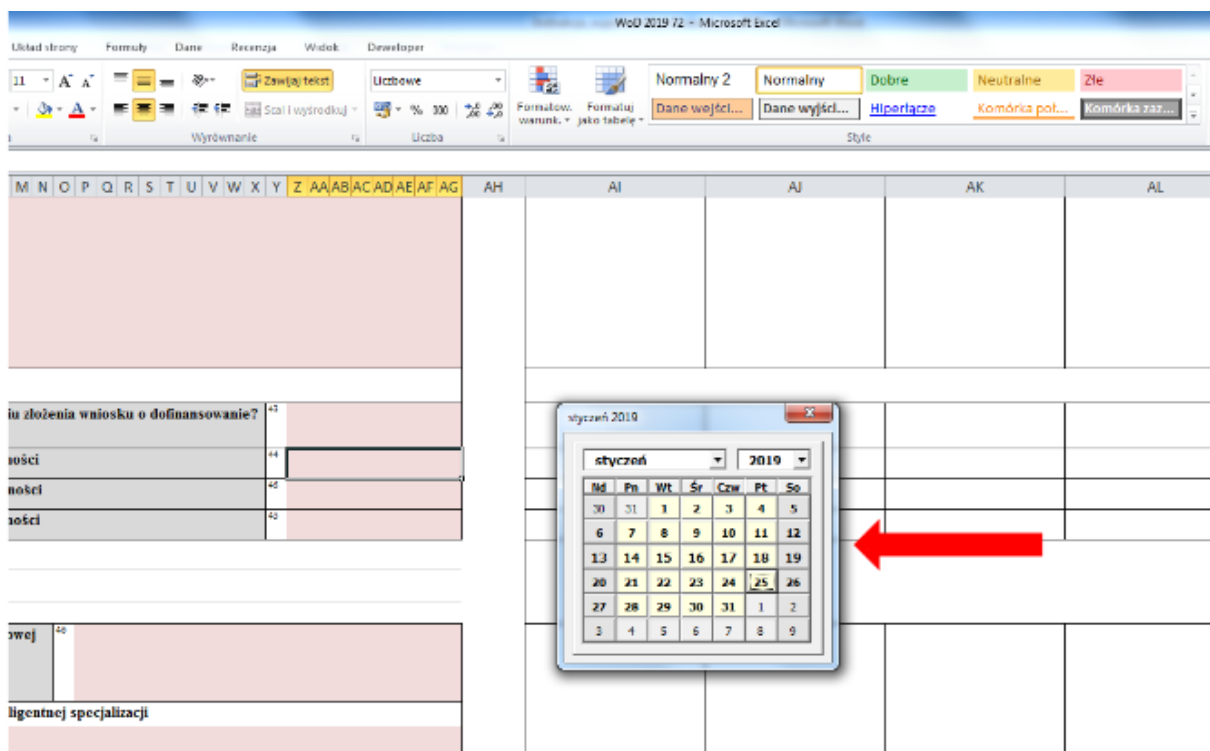 WoD 2019 72 - Microsoft Excel
Układ strony Formuły Dane Recenzja Widok Deweloper
11 A A Zawijaj tekst Liczbowe Normalny 2 Normalny Dobre Neutralne Złe
Scal i wyśrodkuj % 000 Formatow. warunk. Formatuj jako tabelę Dane wejści... Dane wyjści... Hiperłącze Komórka poł... Komórka zaz...
Wyrównanie Liczba Style
M N O P Q R S T U V W X Y Z AA AB AC AD AE AF AG AH AI AJ AK AL
iu złożenia wniosku o dofinansowanie? 43
ności 44
ności
ności
styczeń 2019
styczeń 2019
Nd Pn Wt Śr Czw Pt So
30 31 1 2 3 4 5
6 7 8 9 10 11 12
13 14 15 16 17 18 19
20 21 22 23 24 25 26
27 28 29 30 31 1 2
3 4 5 6 7 8 9
owej
ligentnej specjalizacji